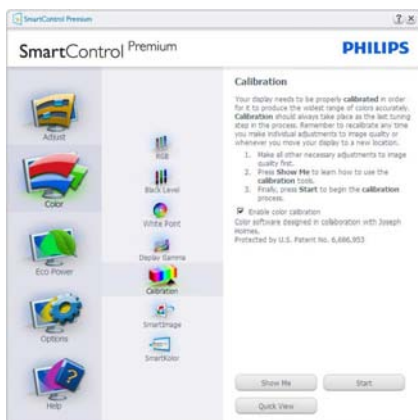 SmartControl Premium
SmartControl Premium
PHILIPS
Adjust
Color
Eco Power
Options
Help
RGB
Black Level
White Point
Display Gamma
Calibration
SmartImage
SmartKolor
Calibration
Your display needs to be properly calibrated in order
for it to produce the widest range of colors accurately.
Calibration should always take place as the last tuning
step in the process. Remember to recalibrate any time
you make individual adjustments to image quality or
whenever you move your display to a new location.
1. Make all other necessary adjustments to image
quality first.
2. Press Show Me to learn how to use the
calibration tools.
3. Finally, press Start to begin the calibration
process.
Enable color calibration
Color software designed in collaboration with Joseph
Holmes.
Protected by U.S. Patent No. 6,686,953
Show Me
Start
Quick View